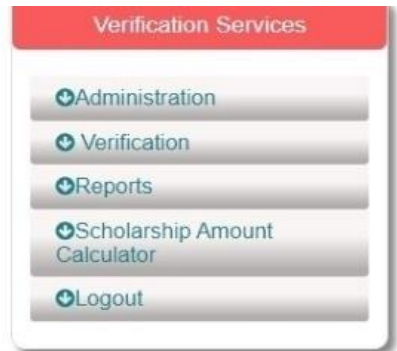 Verification Services
Administration
Verification
Reports
Scholarship Amount
Calculator
Logout